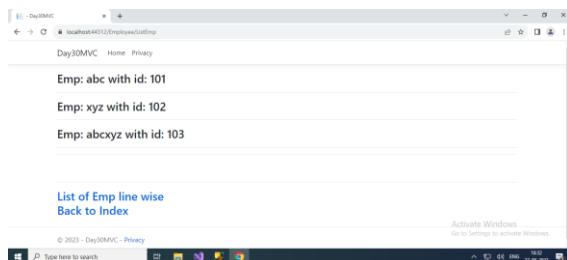 - Day30MVC
localhost:44312/Employee/ListEmp
Day30MVC Home Privacy
Emp: abc with id: 101
Emp: xyz with id: 102
Emp: abcxyz with id: 103
List of Emp line wise
Back to Index
Activate Windows
Go to Settings to activate Windows.
© 2023 - Day30MVC - Privacy
Type here to search
ENG